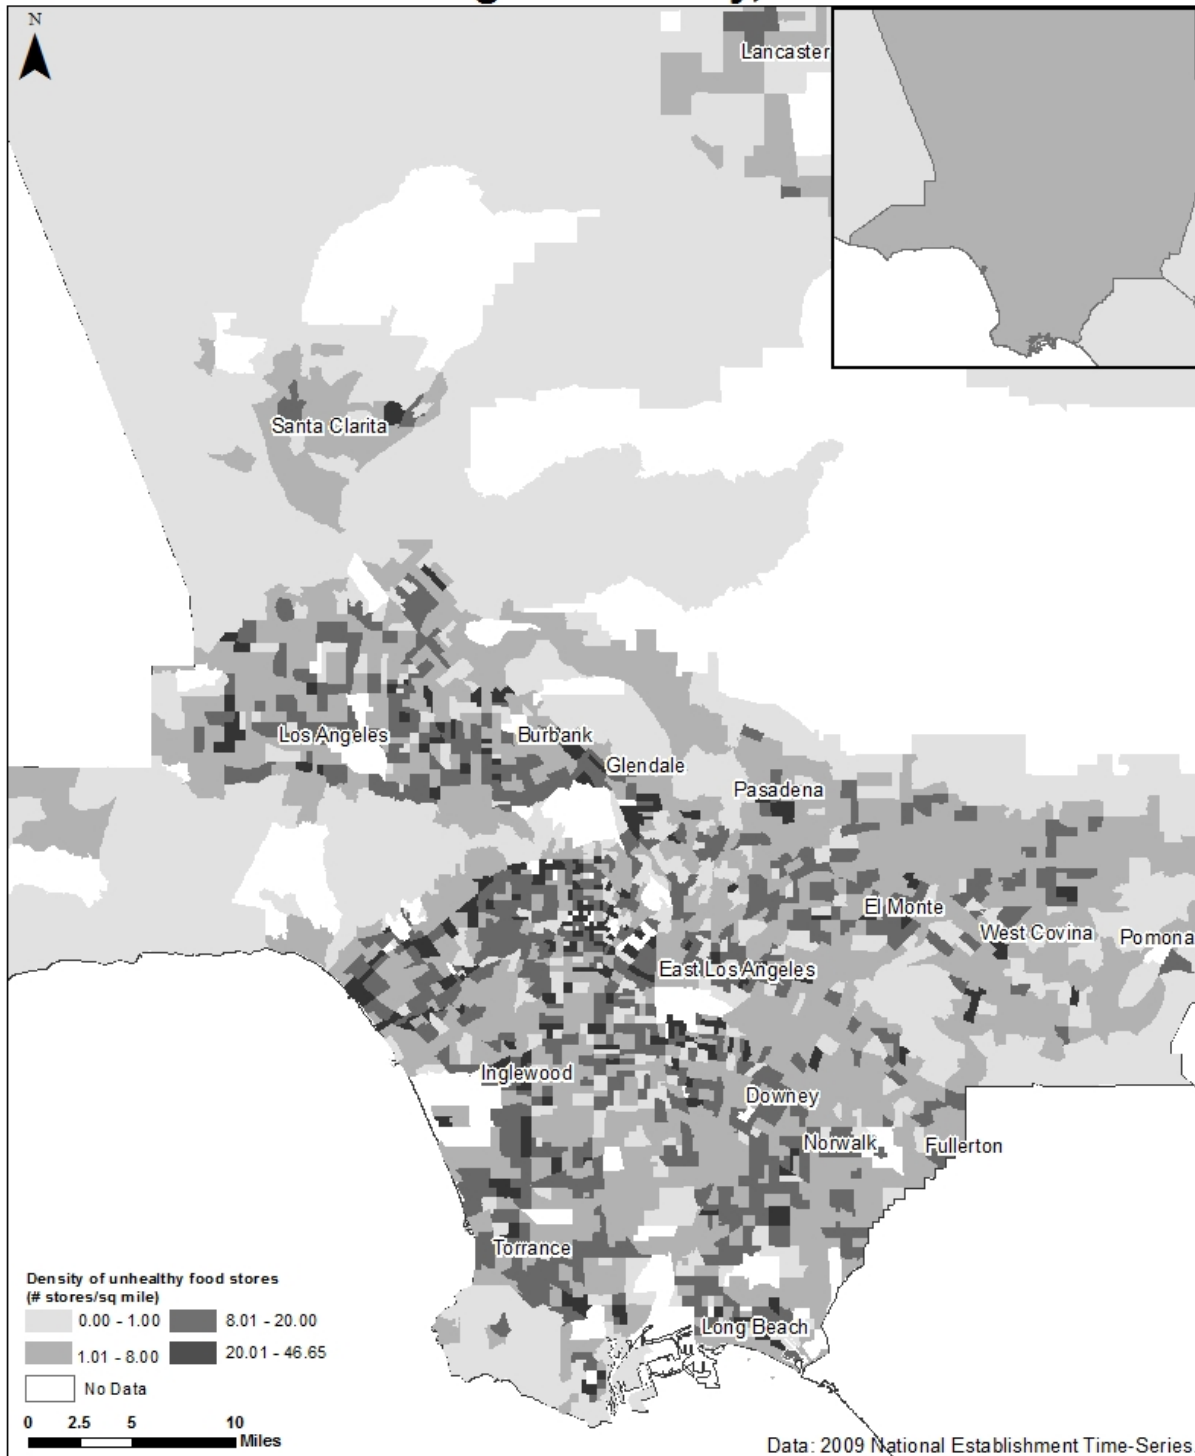 N
Lancaster
Santa Clarita
Los Angeles
Burbank
Glendale
Pasadena
El Monte
West Covina
Pomona
East Los Angeles
Inglewood
Downey
Norwalk
Fullerton
Torrance
Long Beach
Density of unhealthy food stores
(# stores/sq mile)
0.00 - 1.00
8.01 - 20.00
1.01 - 8.00
20.01 - 46.65
No Data
0 2.5 5 10
Miles
Data: 2009 National Establishment Time-Series